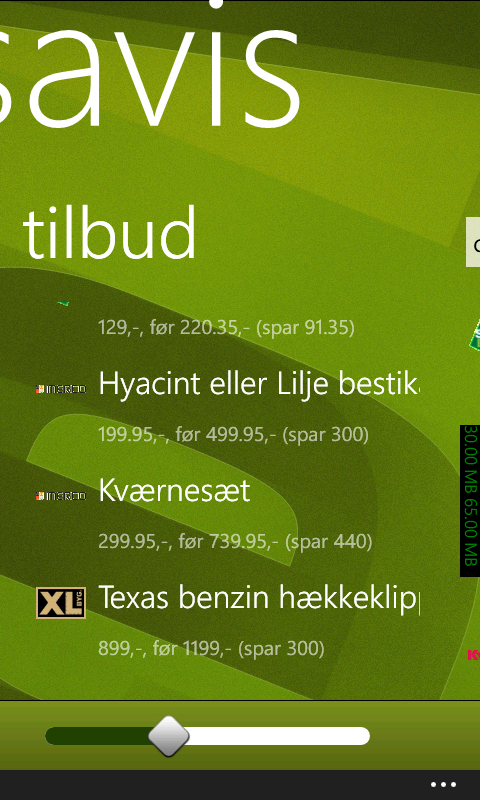 savis
tilbud
129,-, før 220.35,- (spar 91.35)
Hyacint eller Lilje bestik
199.95,-, før 499.95,- (spar 300)
Kværnesæt
299.95,-, før 739.95,- (spar 440)
XL BYG
Texas benzin hækkeklip
899,-, før 1199,- (spar 300)
30.00 MB 65.00 MB